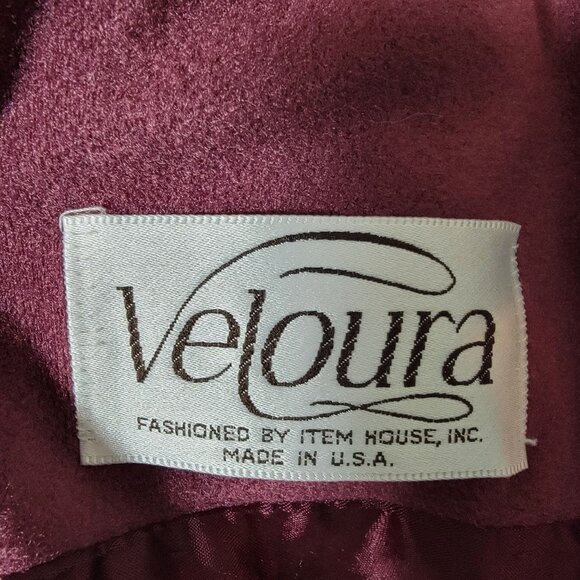 Veloura
FASHIONED BY ITEM HOUSE, INC.
MADE IN U.S.A.